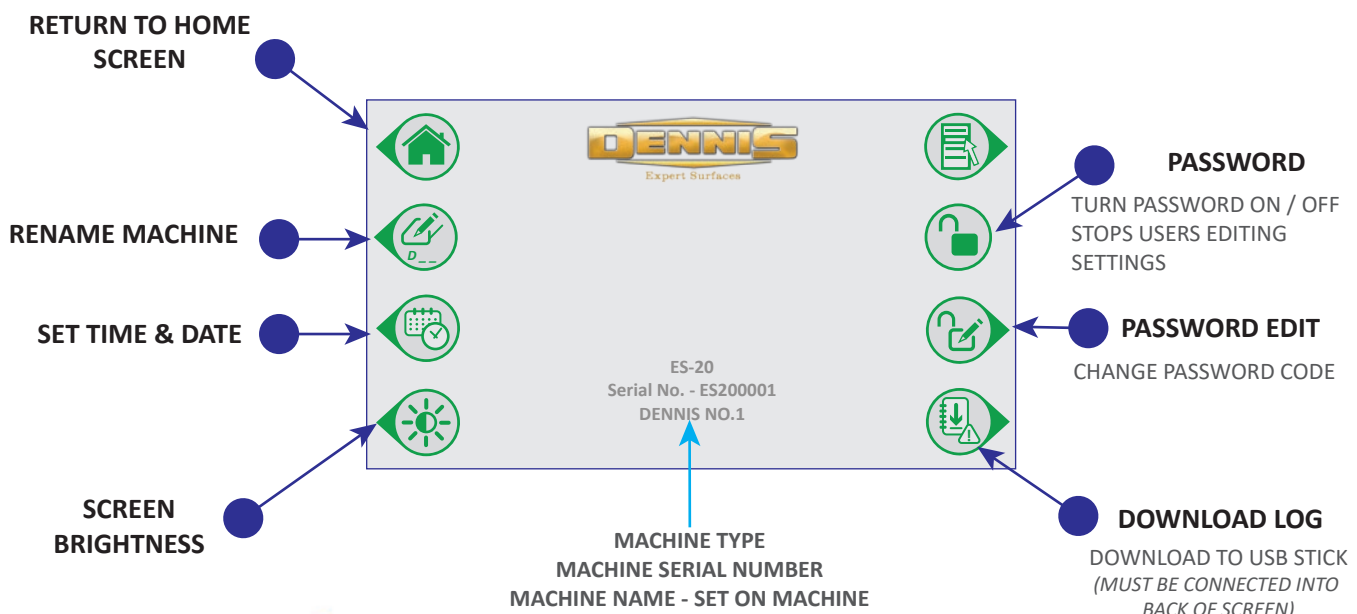 RETURN TO HOME
SCREEN
RENAME MACHINE
SET TIME & DATE
SCREEN
BRIGHTNESS
DENNIS
Expert Surfaces
D _ _
ES-20
Serial No. - ES200001
DENNIS NO.1
MACHINE TYPE
MACHINE SERIAL NUMBER
MACHINE NAME - SET ON MACHINE
PASSWORD
TURN PASSWORD ON / OFF
STOPS USERS EDITING
SETTINGS
PASSWORD EDIT
CHANGE PASSWORD CODE
DOWNLOAD LOG
DOWNLOAD TO USB STICK
(MUST BE CONNECTED INTO
BACK OF SCREEN)